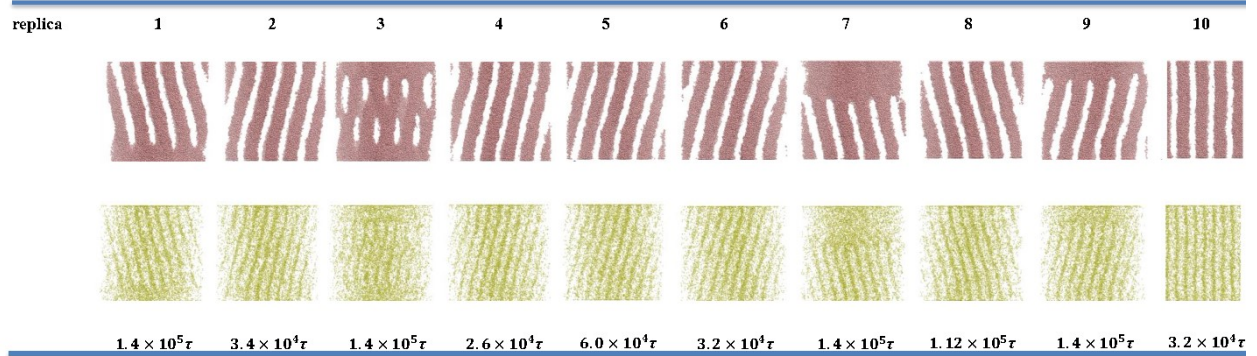 replica 1 2 3 4 5 6 7 8 9 10
1.4 × 10⁵τ 3.4 × 10⁴τ 1.4 × 10⁵τ 2.6 × 10⁴τ 6.0 × 10⁴τ 3.2 × 10⁴τ 1.4 × 10⁵τ 1.12 × 10⁵τ 1.4 × 10⁵τ 3.2 × 10⁴τ